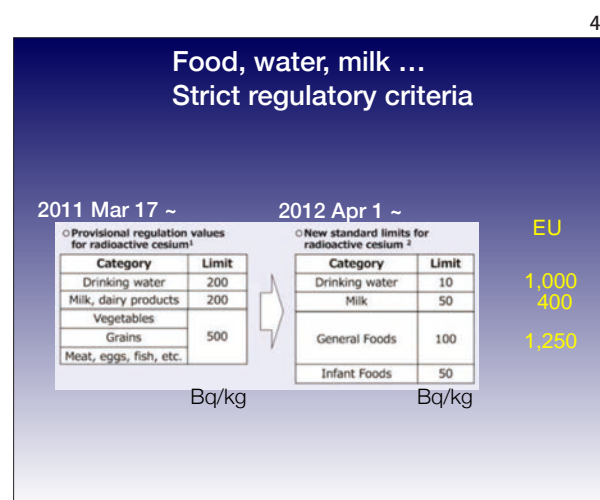 4
Food, water, milk …
Strict regulatory criteria
2011 Mar 17 ~
○Provisional regulation values
for radioactive cesium¹
Category Limit
Drinking water 200
Milk, dairy products 200
Vegetables
Grains 500
Meat, eggs, fish, etc.
Bq/kg
2012 Apr 1 ~
○New standard limits for
radioactive cesium ²
Category Limit
Drinking water 10
Milk 50
General Foods 100
Infant Foods 50
Bq/kg
EU
1,000
400
1,250